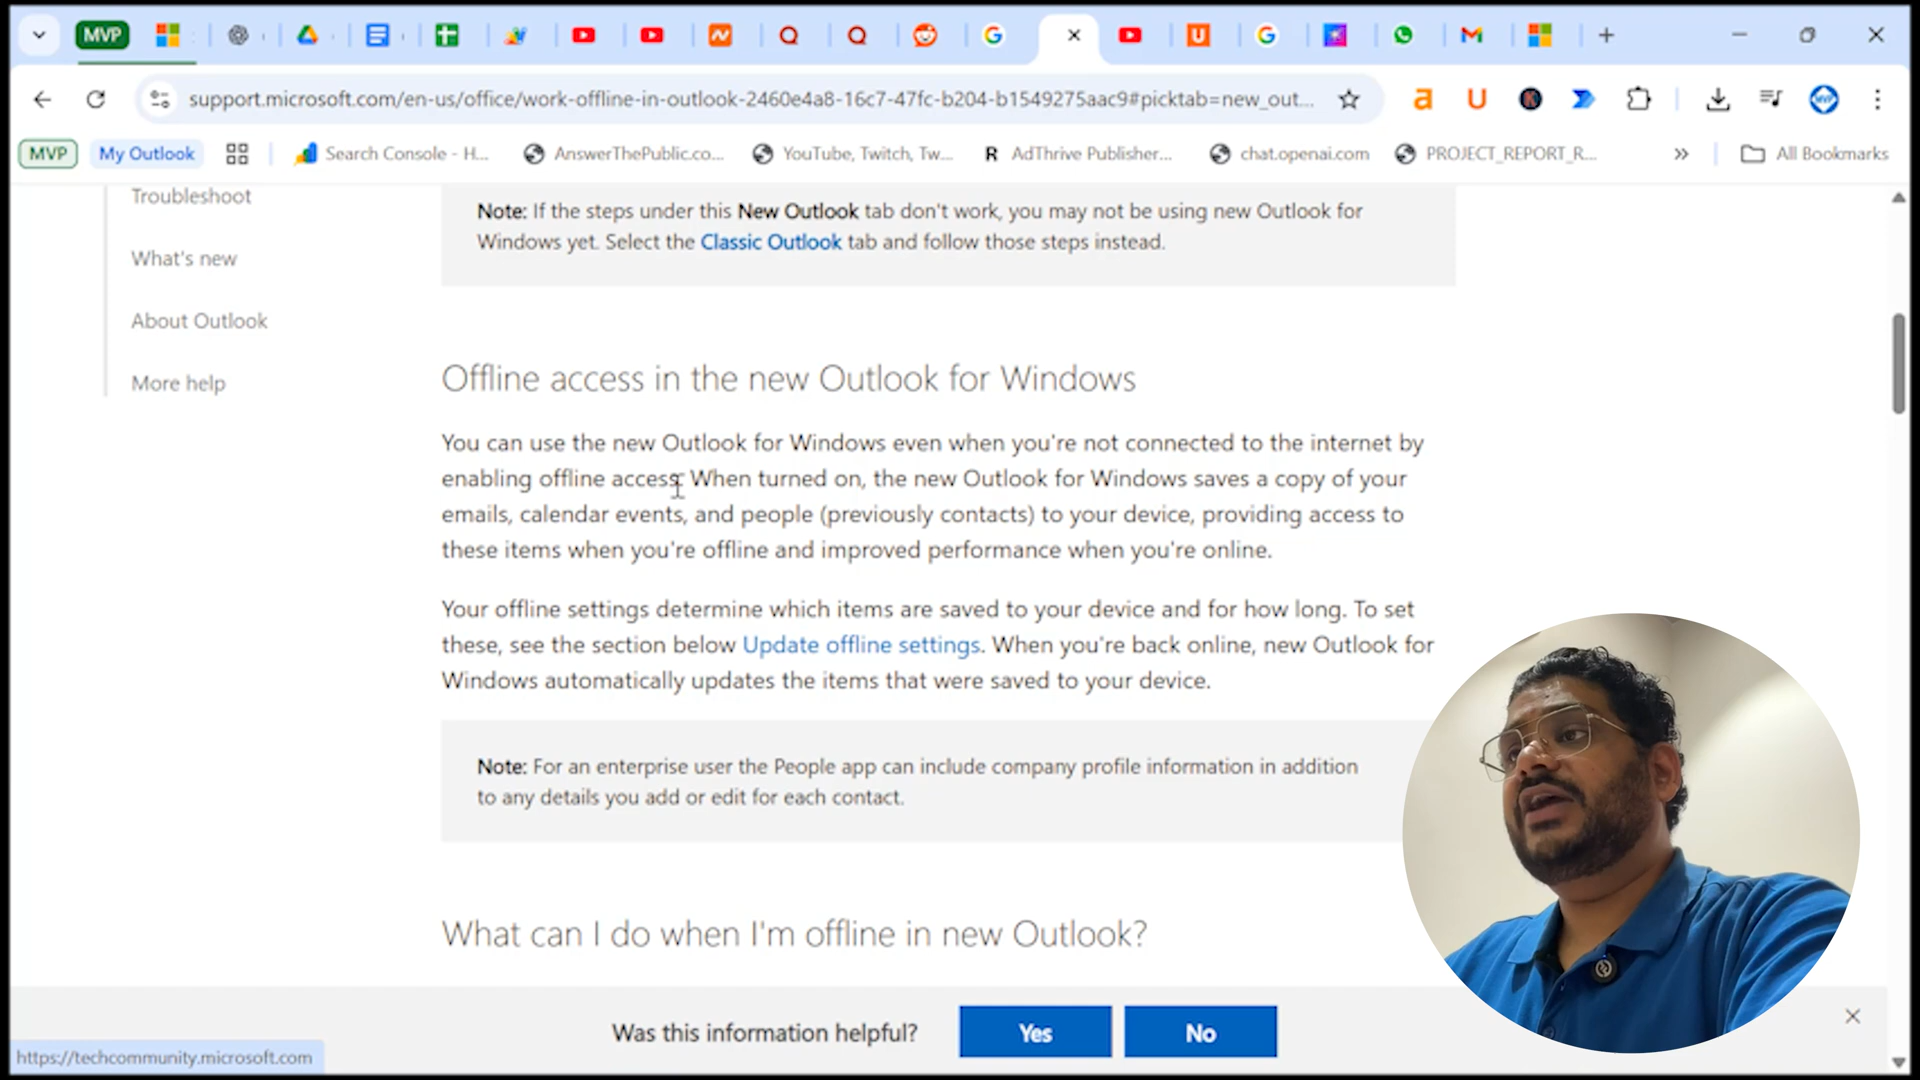 MVP
support.microsoft.com/en-us/office/work-offline-in-outlook-2460e4a8-16c7-47fc-b204-b1549275aac9#picktab=new_out...
MVP
My Outlook
Search Console - H...
AnswerThePublic.co...
YouTube, Twitch, Tw...
R AdThrive Publisher...
chat.openai.com
PROJECT_REPORT_R...
All Bookmarks
Troubleshoot
What's new
About Outlook
More help
Note: If the steps under this New Outlook tab don't work, you may not be using new Outlook for
Windows yet. Select the Classic Outlook tab and follow those steps instead.
Offline access in the new Outlook for Windows
You can use the new Outlook for Windows even when you're not connected to the internet by
enabling offline access. When turned on, the new Outlook for Windows saves a copy of your
emails, calendar events, and people (previously contacts) to your device, providing access to
these items when you're offline and improved performance when you're online.
Your offline settings determine which items are saved to your device and for how long. To set
these, see the section below Update offline settings. When you're back online, new Outlook for
Windows automatically updates the items that were saved to your device.
Note: For an enterprise user the People app can include company profile information in addition
to any details you add or edit for each contact.
What can I do when I'm offline in new Outlook?
Was this information helpful?
Yes
No
https://techcommunity.microsoft.com